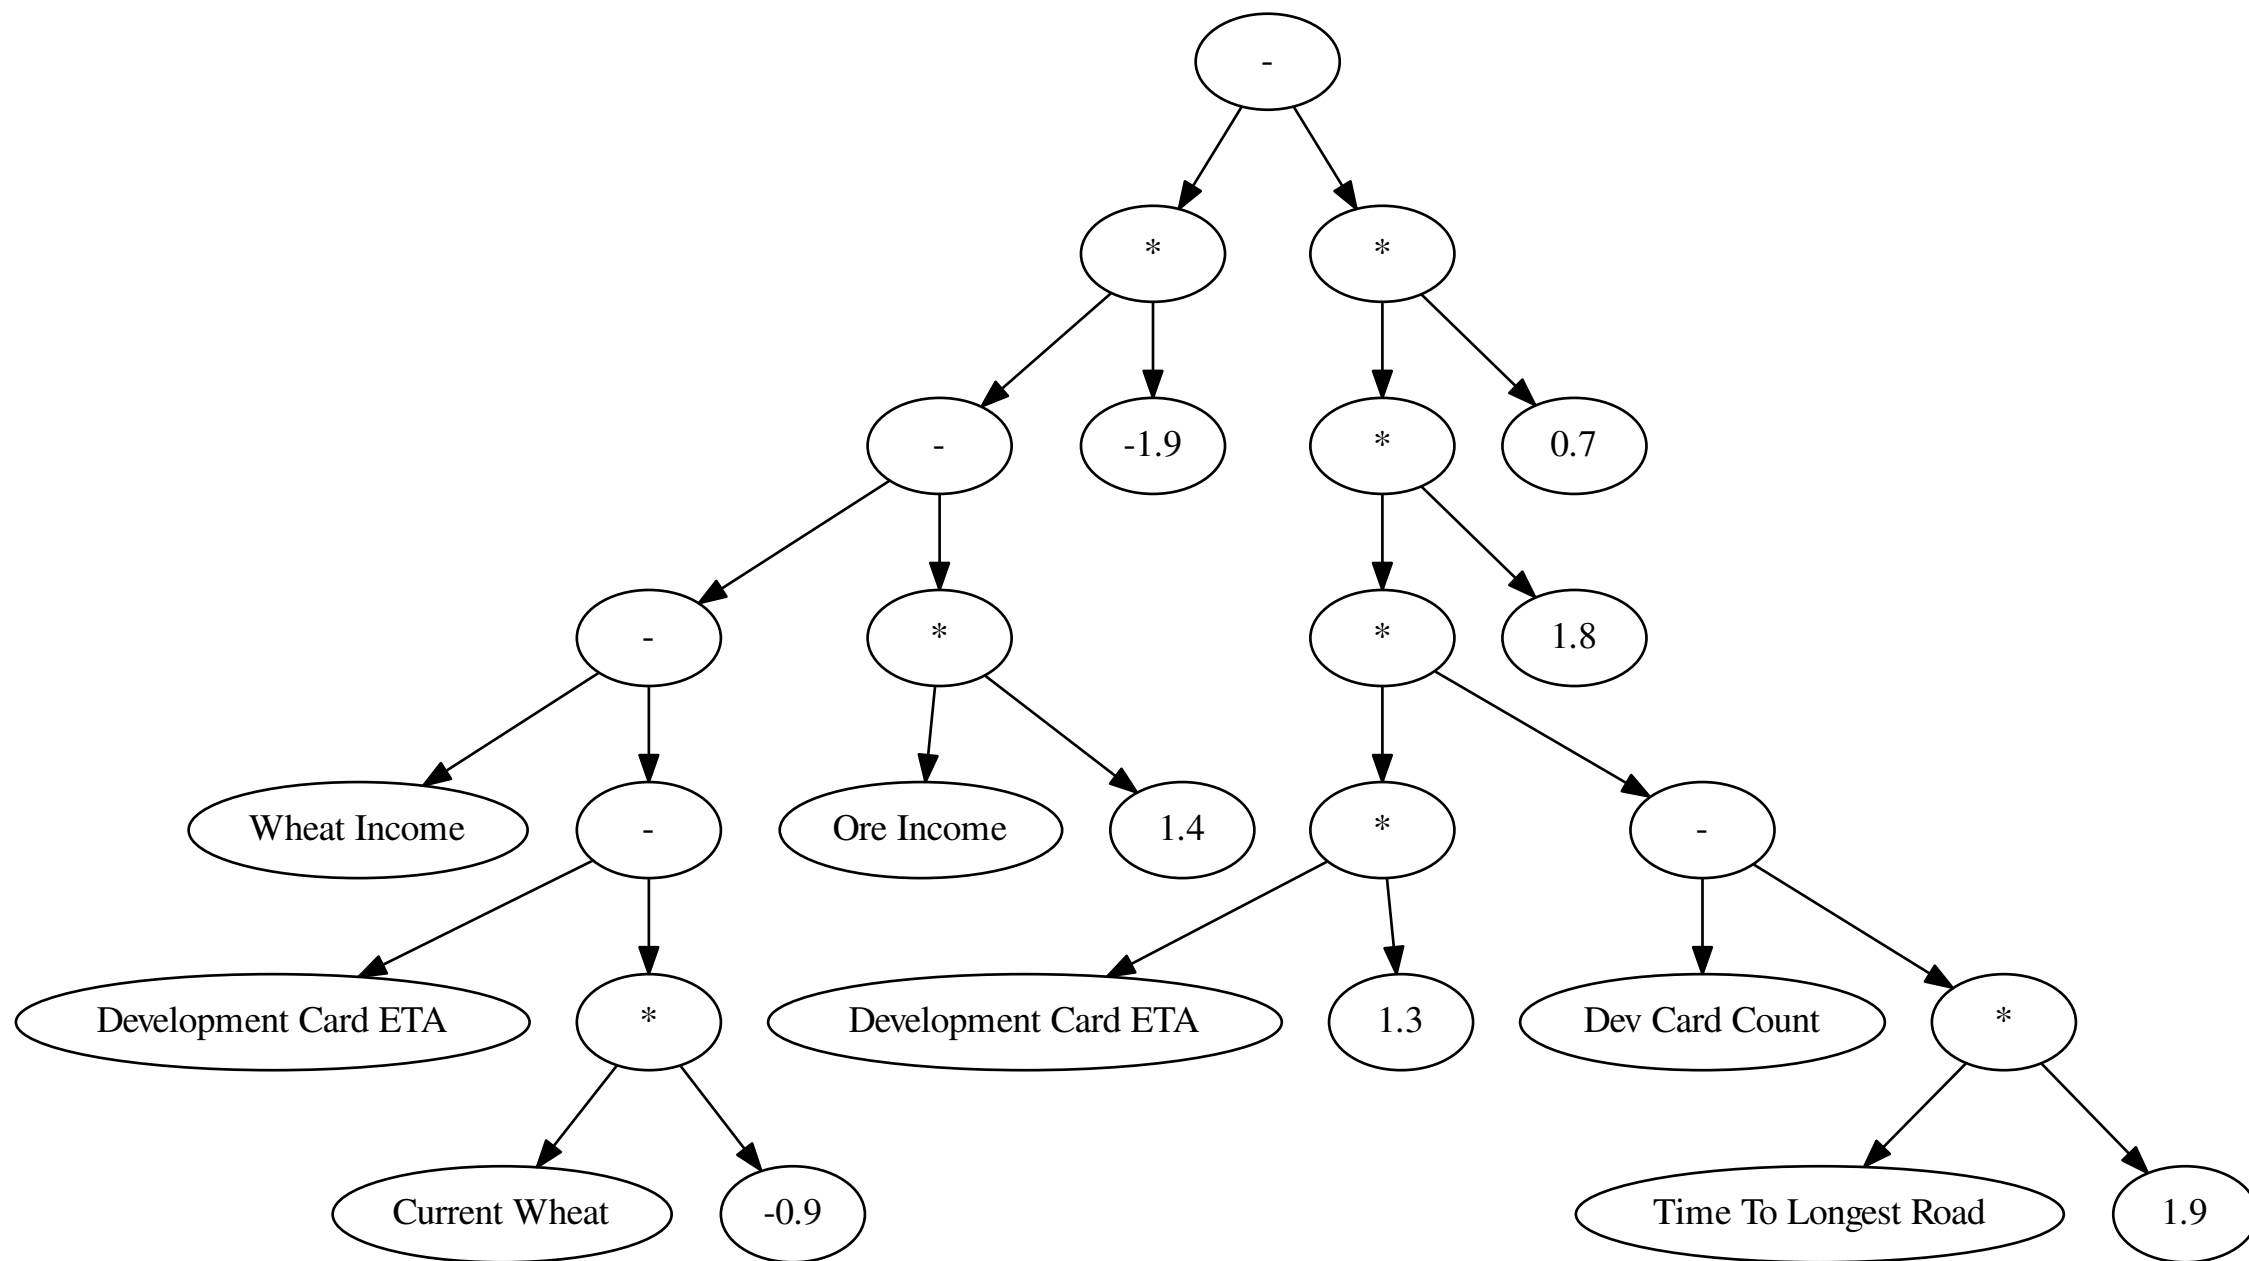 -
*
*
-
-1.9
*
0.7
-
*
*
1.8
Wheat Income
-
Ore Income
1.4
*
-
Development Card ETA
*
Development Card ETA
1.3
Dev Card Count
*
Current Wheat
-0.9
Time To Longest Road
1.9